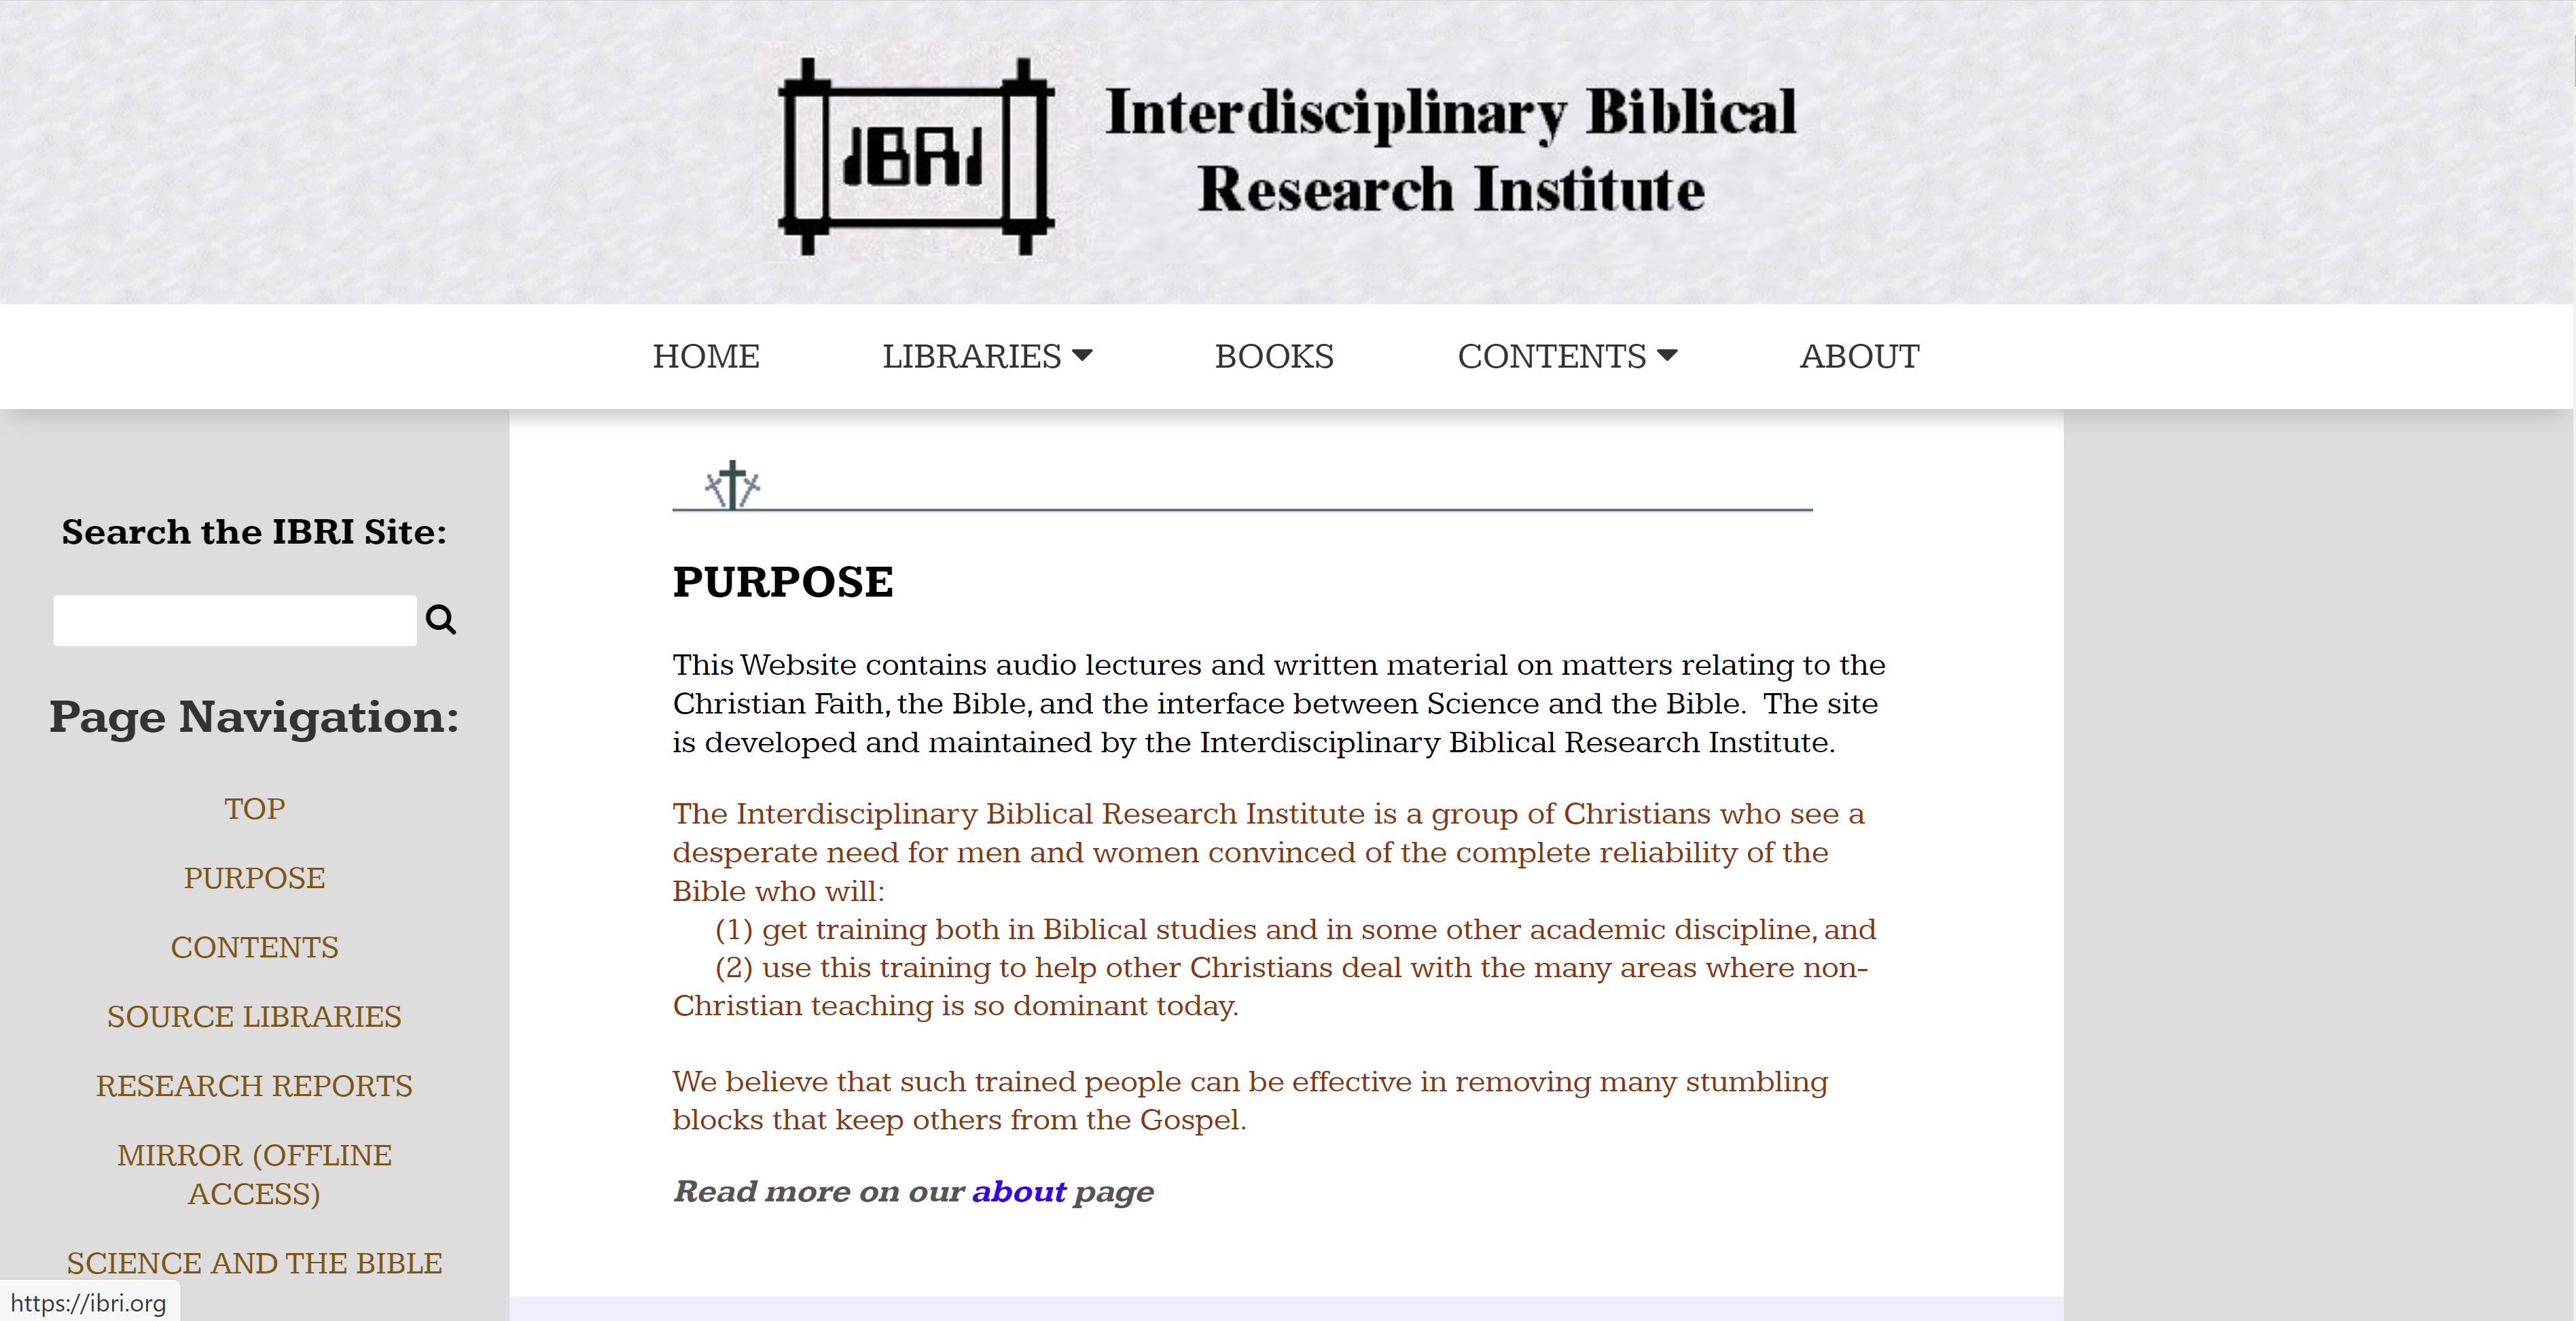 IBRI
Interdisciplinary Biblical
Research Institute
HOME
LIBRARIES
BOOKS
CONTENTS
ABOUT
Search the IBRI Site:
Page Navigation:
TOP
PURPOSE
CONTENTS
SOURCE LIBRARIES
RESEARCH REPORTS
MIRROR (OFFLINE
ACCESS)
SCIENCE AND THE BIBLE
https://ibri.org
PURPOSE
This Website contains audio lectures and written material on matters relating to the
Christian Faith, the Bible, and the interface between Science and the Bible.  The site
is developed and maintained by the Interdisciplinary Biblical Research Institute.
The Interdisciplinary Biblical Research Institute is a group of Christians who see a
desperate need for men and women convinced of the complete reliability of the
Bible who will:
(1) get training both in Biblical studies and in some other academic discipline, and
(2) use this training to help other Christians deal with the many areas where non-
Christian teaching is so dominant today.
We believe that such trained people can be effective in removing many stumbling
blocks that keep others from the Gospel.
Read more on our about page